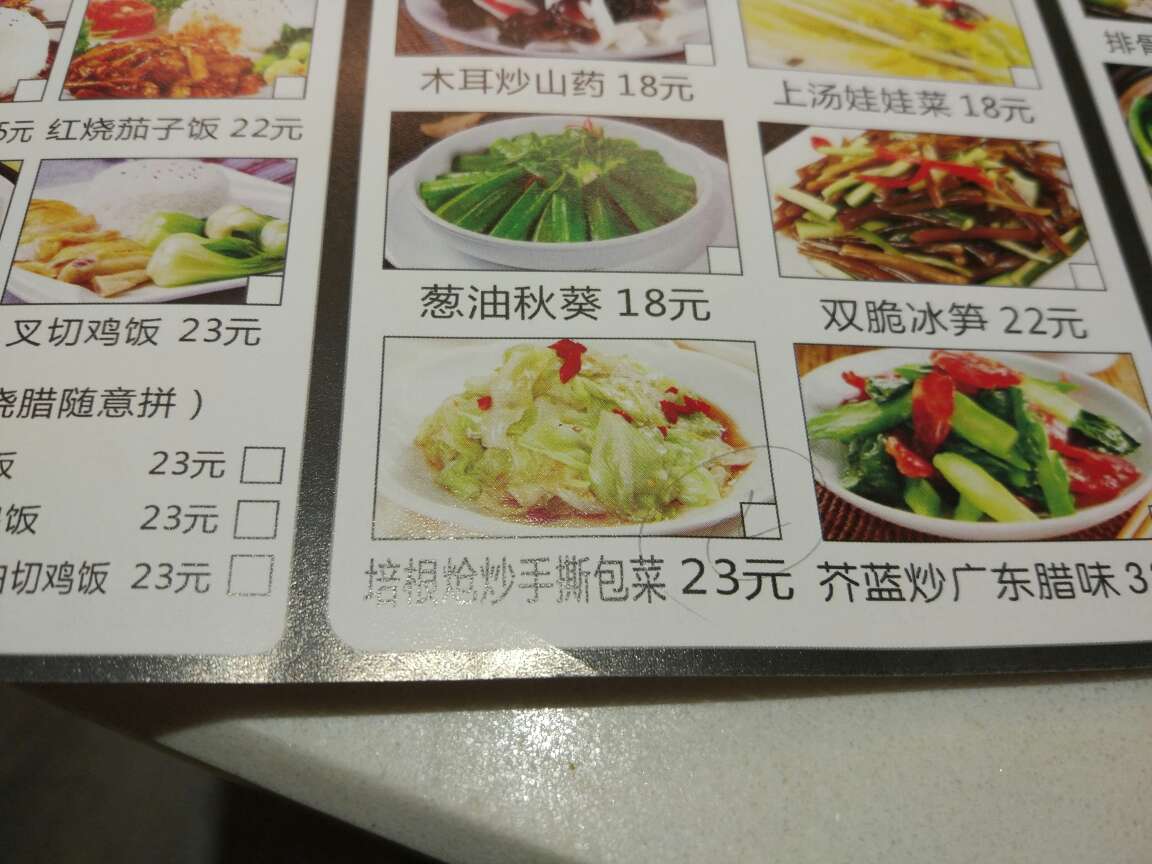 5元 红烧茄子饭 22元
叉切鸡饭 23元
烧腊随意拼）
饭 23元
饭 23元
切鸡饭 23元
木耳炒山药 18元
上汤娃娃菜 18元
葱油秋葵 18元
双脆冰笋 22元
培根炝炒手撕包菜 23元
芥蓝炒广东腊味 3
排骨